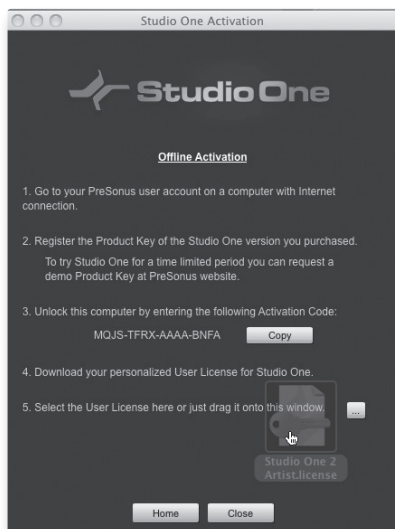 Studio One Activation
Studio One
Offline Activation
1. Go to your PreSonus user account on a computer with Internet
connection.
2. Register the Product Key of the Studio One version you purchased.
To try Studio One for a time limited period you can request a
demo Product Key at PreSonus website.
3. Unlock this computer by entering the following Activation Code:
MQJS-TFRX-AAAA-BNFA Copy
4. Download your personalized User License for Studio One.
5. Select the User License here or just drag it onto this window. ...
Studio One 2
Artist.license
Home Close